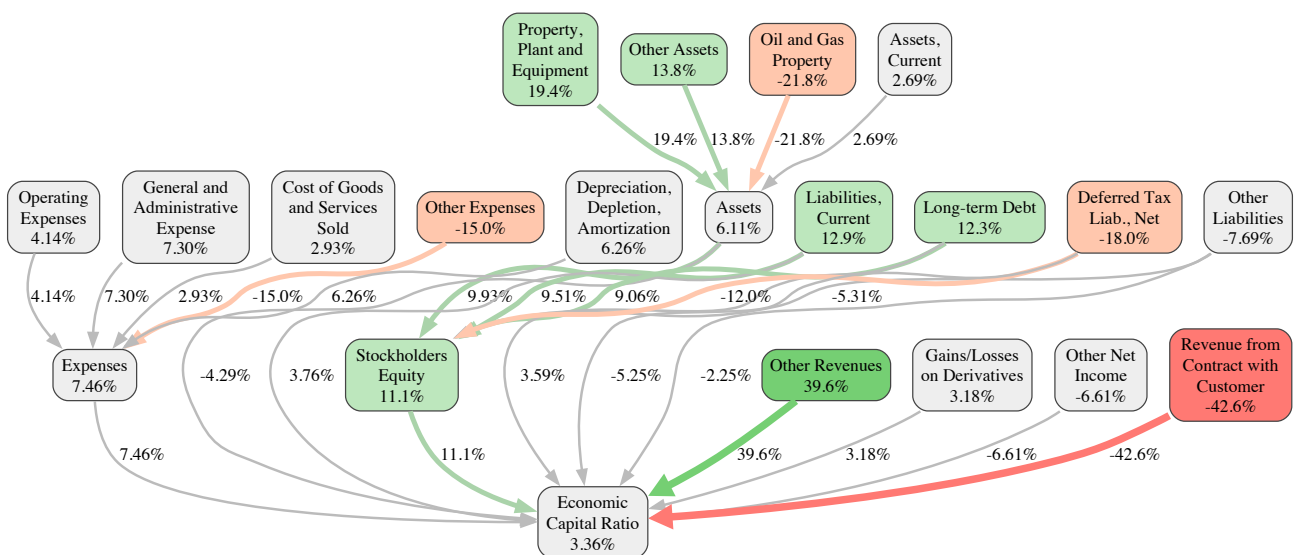 Property,
Plant and
Equipment
19.4%
Other Assets
13.8%
Oil and Gas
Property
-21.8%
Assets,
Current
2.69%
19.4%
13.8%
-21.8%
2.69%
Operating
Expenses
4.14%
General and
Administrative
Expense
7.30%
Cost of Goods
and Services
Sold
2.93%
Other Expenses
-15.0%
Depreciation,
Depletion,
Amortization
6.26%
Assets
6.11%
Liabilities,
Current
12.9%
Long-term Debt
12.3%
Deferred Tax
Liab., Net
-18.0%
Other
Liabilities
-7.69%
4.14%
7.30%
2.93%
-15.0%
6.26%
9.93%
9.51%
9.06%
-12.0%
-5.31%
Expenses
7.46%
-4.29%
3.76%
Stockholders
Equity
11.1%
3.59%
-5.25%
-2.25%
Other Revenues
39.6%
Gains/Losses
on Derivatives
3.18%
Other Net
Income
-6.61%
Revenue from
Contract with
Customer
-42.6%
7.46%
11.1%
39.6%
3.18%
-6.61%
-42.6%
Economic
Capital Ratio
3.36%